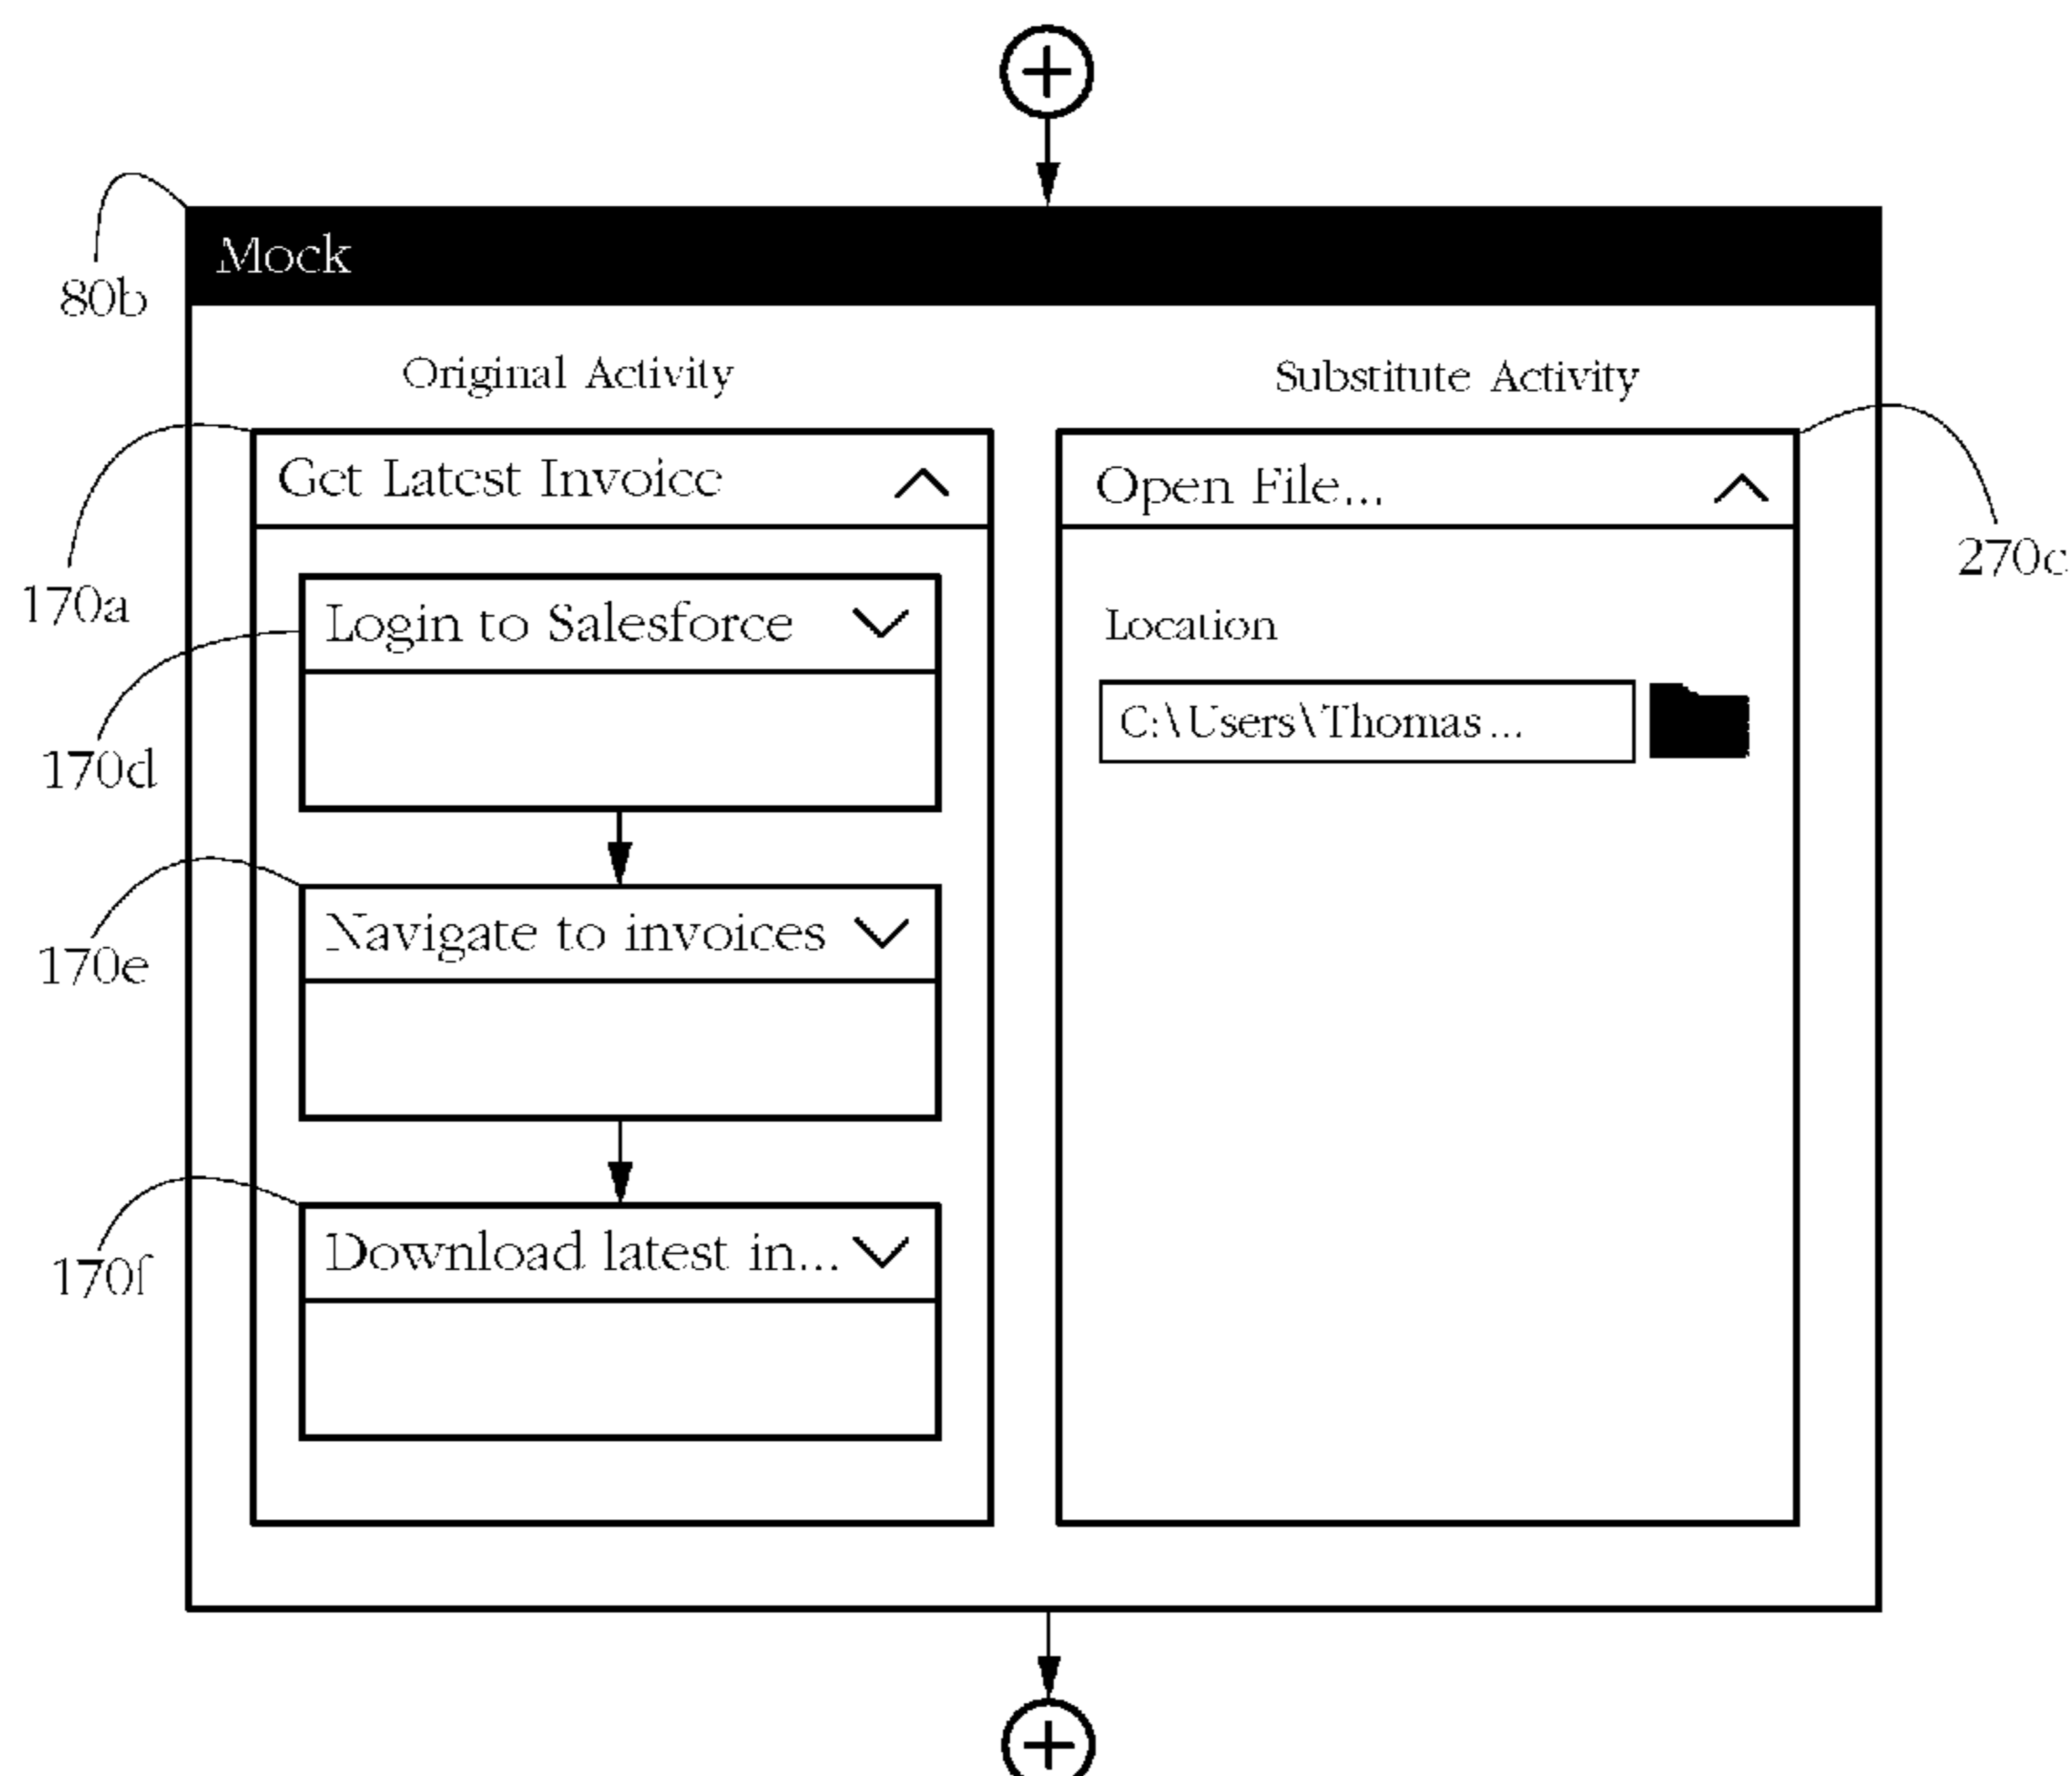 Mock
80b
Original Activity
Substitute Activity
170a
Get Latest Invoice
Open File...
270c
Login to Salesforce
Location
170d
C:\Users\Thomas...
Navigate to invoices
170e
Download latest in...
170f